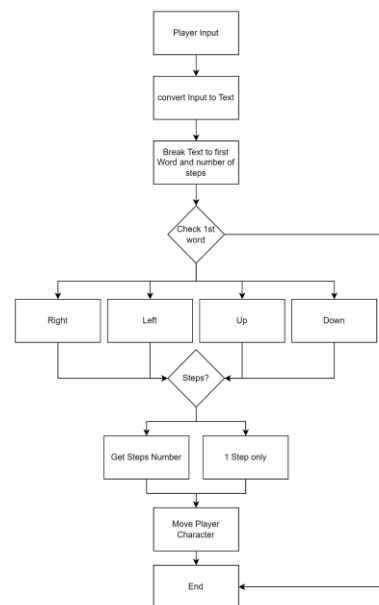 Player Input
convert Input to Text
Break Text to first
Word and number of
steps
Check 1st
word
Right
Left
Up
Down
Steps?
Get Steps Number
1 Step only
Move Player
Character
End